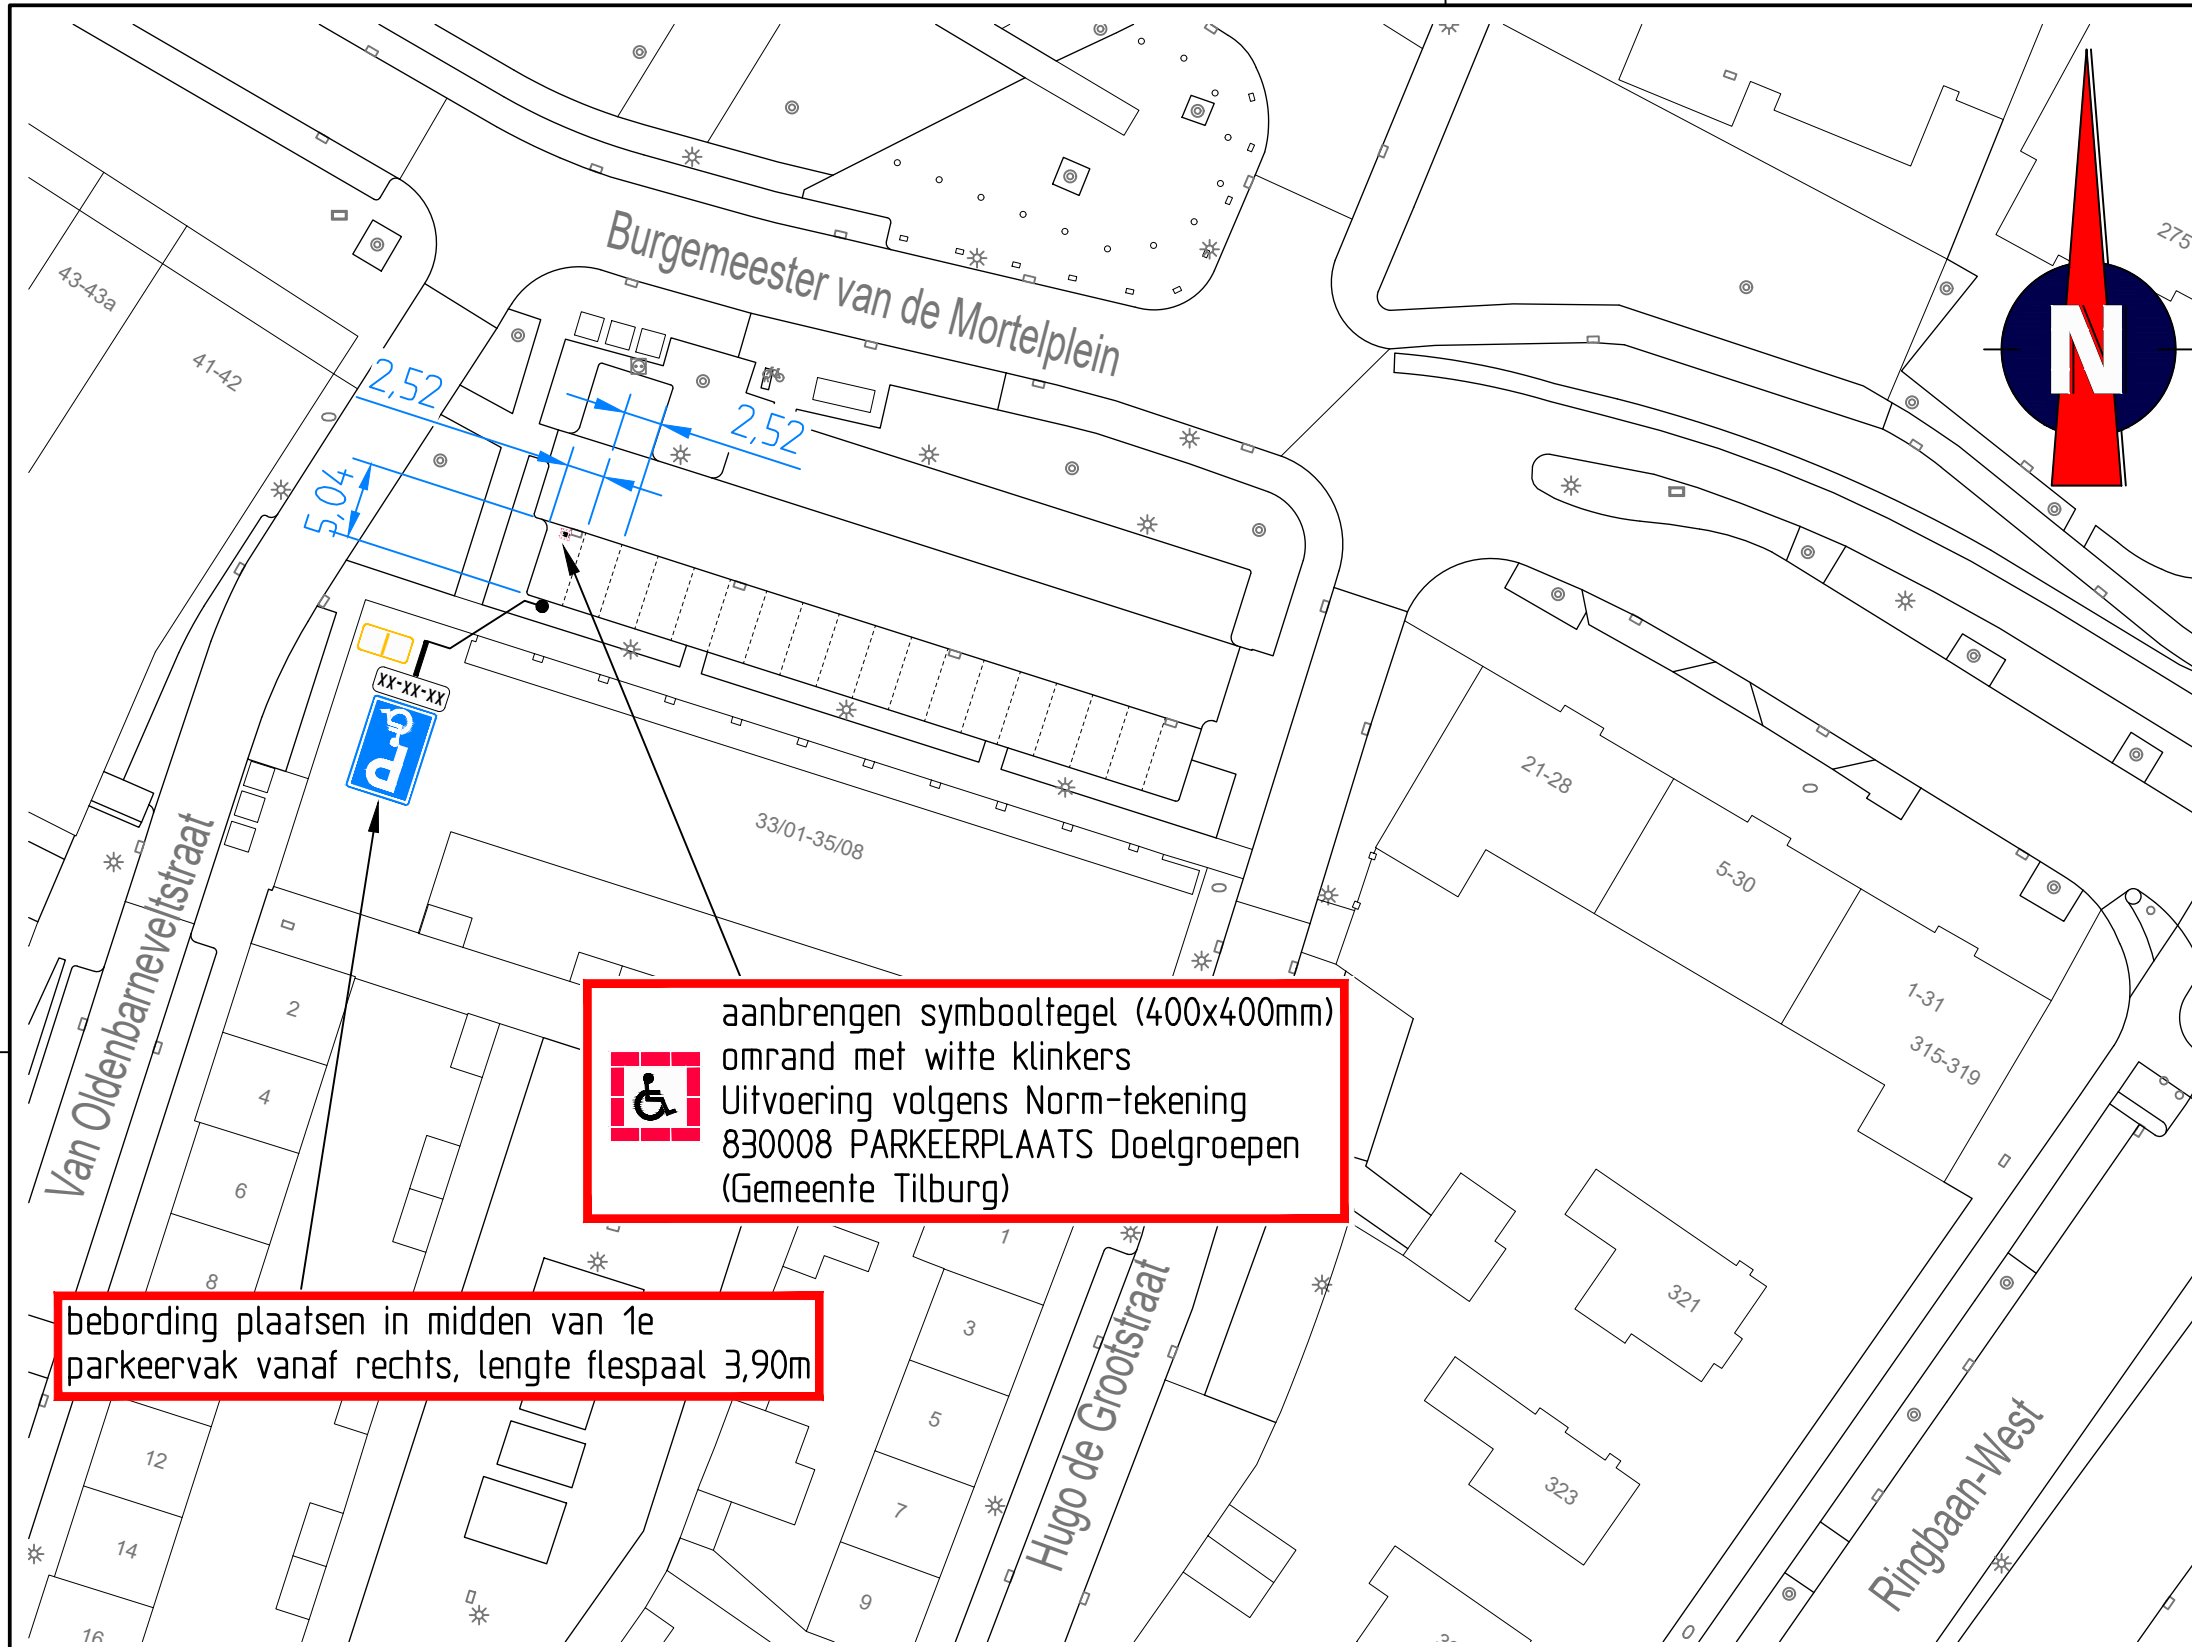 Burgemeester van de Mortelplein
N
275
43-43a
41-42
2,52
2,52
5,04
XX-XX-XX
P
33/01-35/08
21-28
5-30
1-31
315-319
Van Oldenbarneveltstraat
2
4
6
8
12
14
16
aanbrengen symbooltegel (400x400mm)
omrand met witte klinkers
Uitvoering volgens Norm-tekening
830008 PARKEERPLAATS Doelgroepen
(Gemeente Tilburg)
bebording plaatsen in midden van 1e
parkeervak vanaf rechts, lengte flespaal 3,90m
1
3
5
7
9
Hugo de Grootstraat
321
323
Ringbaan-West